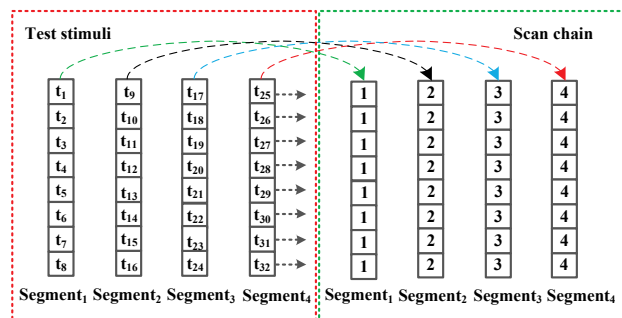 Test stimuli Scan chain
t1 t9 t17 t25 1 2 3 4
t2 t10 t18 t26 1 2 3 4
t3 t11 t19 t27 1 2 3 4
t4 t12 t20 t28 1 2 3 4
t5 t13 t21 t29 1 2 3 4
t6 t14 t22 t30 1 2 3 4
t7 t15 t23 t31 1 2 3 4
t8 t16 t24 t32 1 2 3 4
Segment1 Segment2 Segment3 Segment4 Segment1 Segment2 Segment3 Segment4